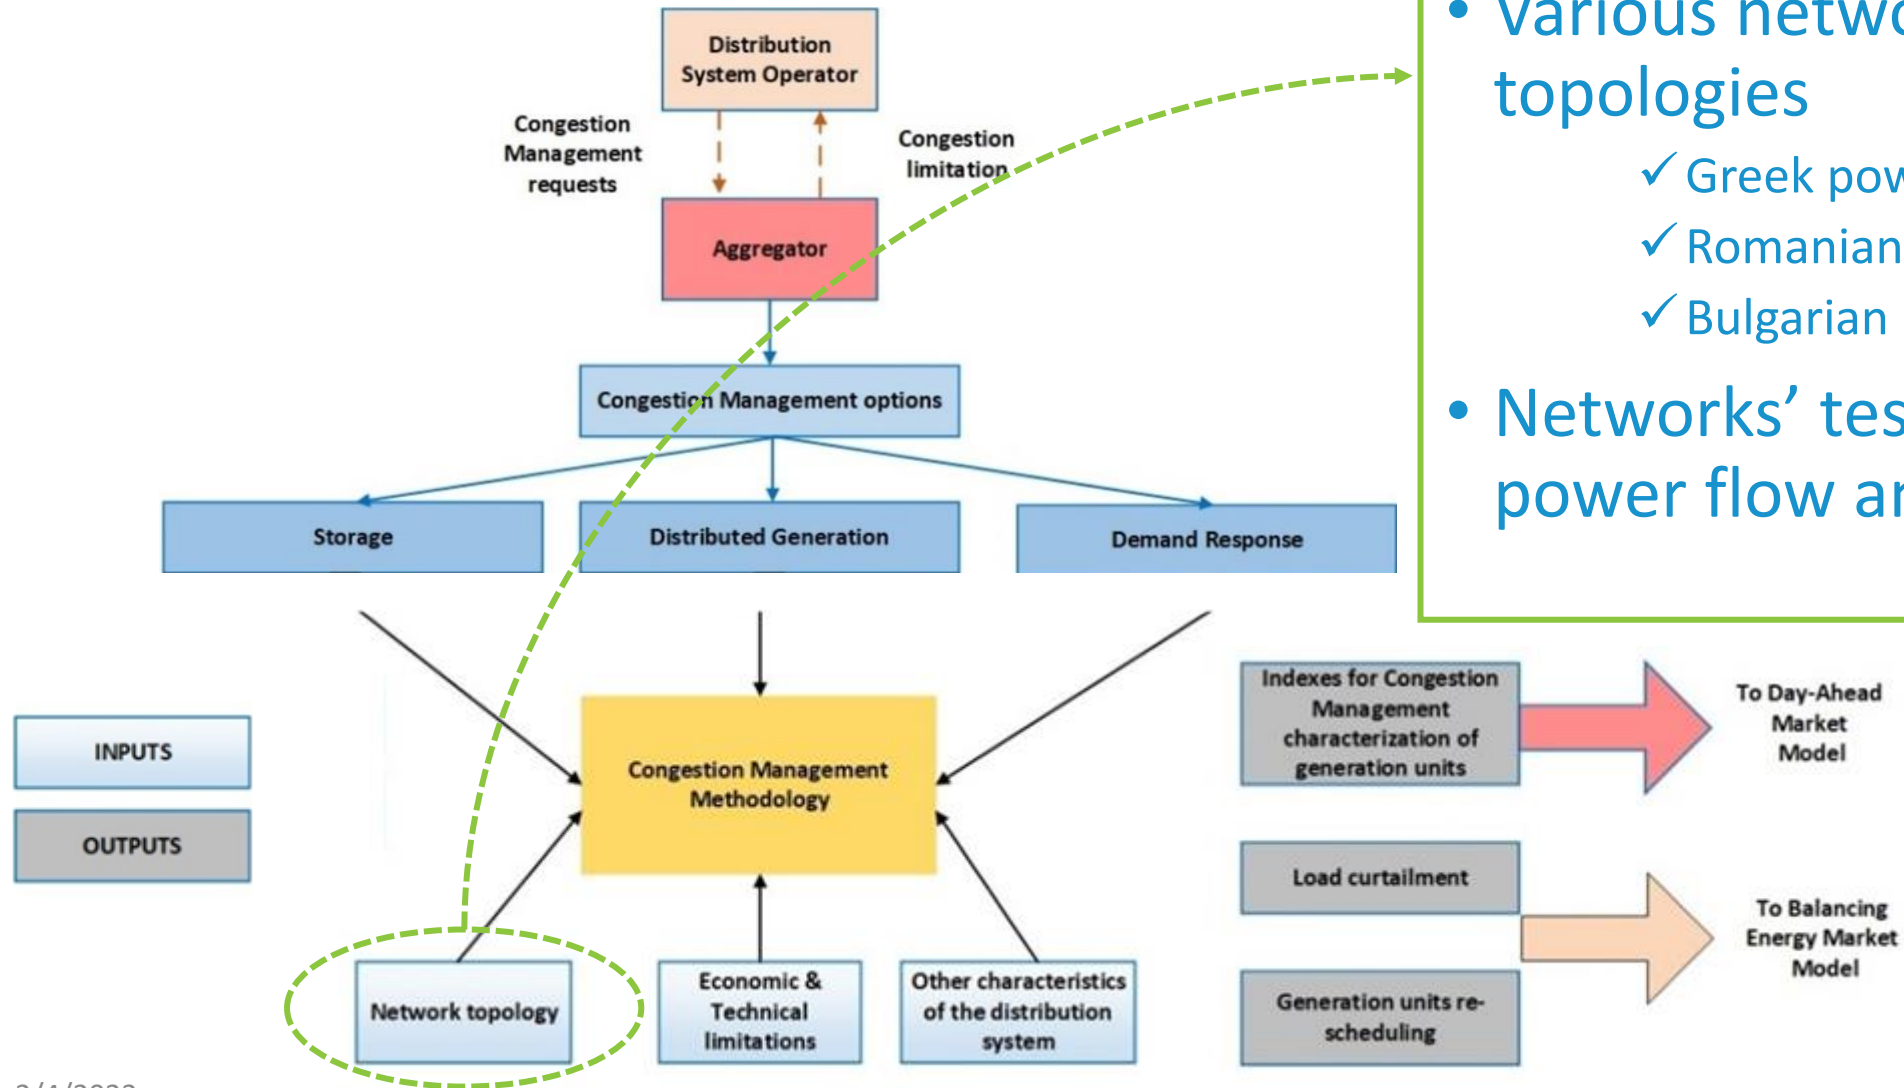 Distribution
System Operator
Congestion
Management
requests
Congestion
limitation
Aggregator
Congestion Management options
Storage
Distributed Generation
Demand Response
INPUTS
OUTPUTS
Congestion Management
Methodology
Network topology
Economic &
Technical
limitations
Other characteristics
of the distribution
system
• Various
topologies
✓ Greek
✓ Romanian
✓ Bulgarian
• Networks’
power flow
Indexes for Congestion
Management
characterization of
generation units
To Day-Ahead
Market
Model
Load curtailment
To Balancing
Energy Market
Model
Generation units re-
scheduling